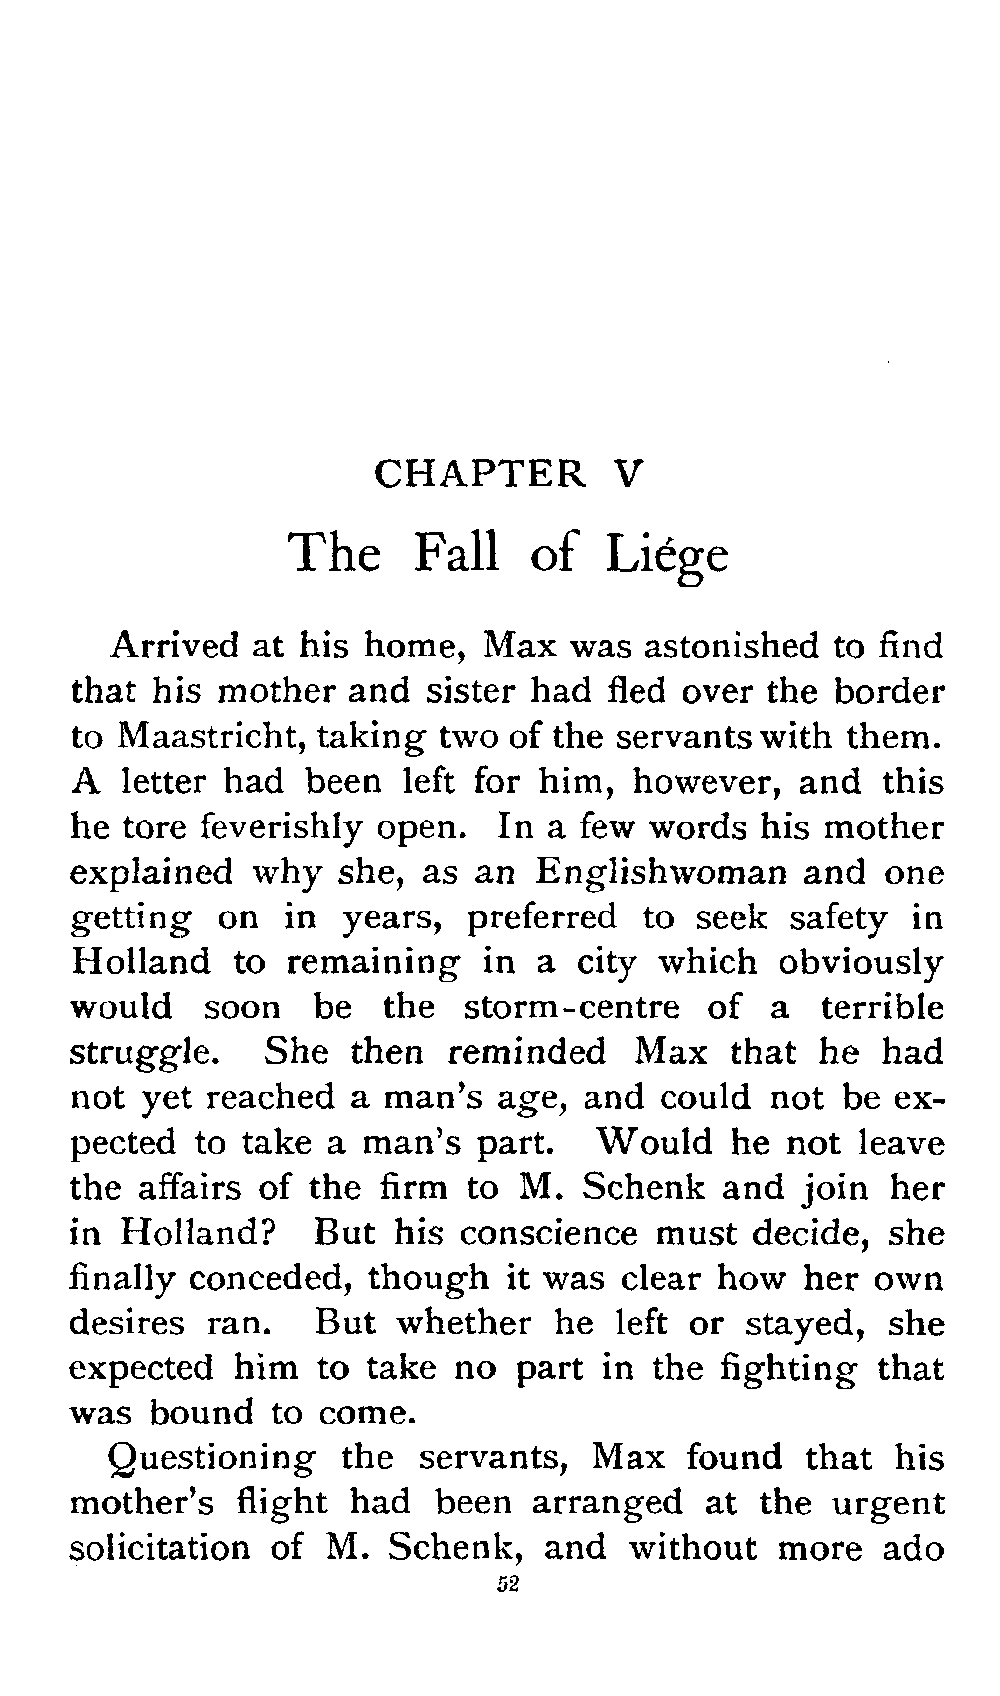 CHAPTER V
The Fall of Liége
Arrived at his home, Max was astonished to find
that his mother and sister had fled over the border
to Maastricht, taking two of the servants with them.
A letter had been left for him, however, and this
he tore feverishly open. In a few words his mother
explained why she, as an Englishwoman and one
getting on in years, preferred to seek safety in
Holland to remaining in a city which obviously
would soon be the storm-centre of a terrible
struggle. She then reminded Max that he had
not yet reached a man's age, and could not be ex-
pected to take a man's part. Would he not leave
the affairs of the firm to M. Schenk and join her
in Holland? But his conscience must decide, she
finally conceded, though it was clear how her own
desires ran. But whether he left or stayed, she
expected him to take no part in the fighting that
was bound to come.
Questioning the servants, Max found that his
mother's flight had been arranged at the urgent
solicitation of M. Schenk, and without more ado
52